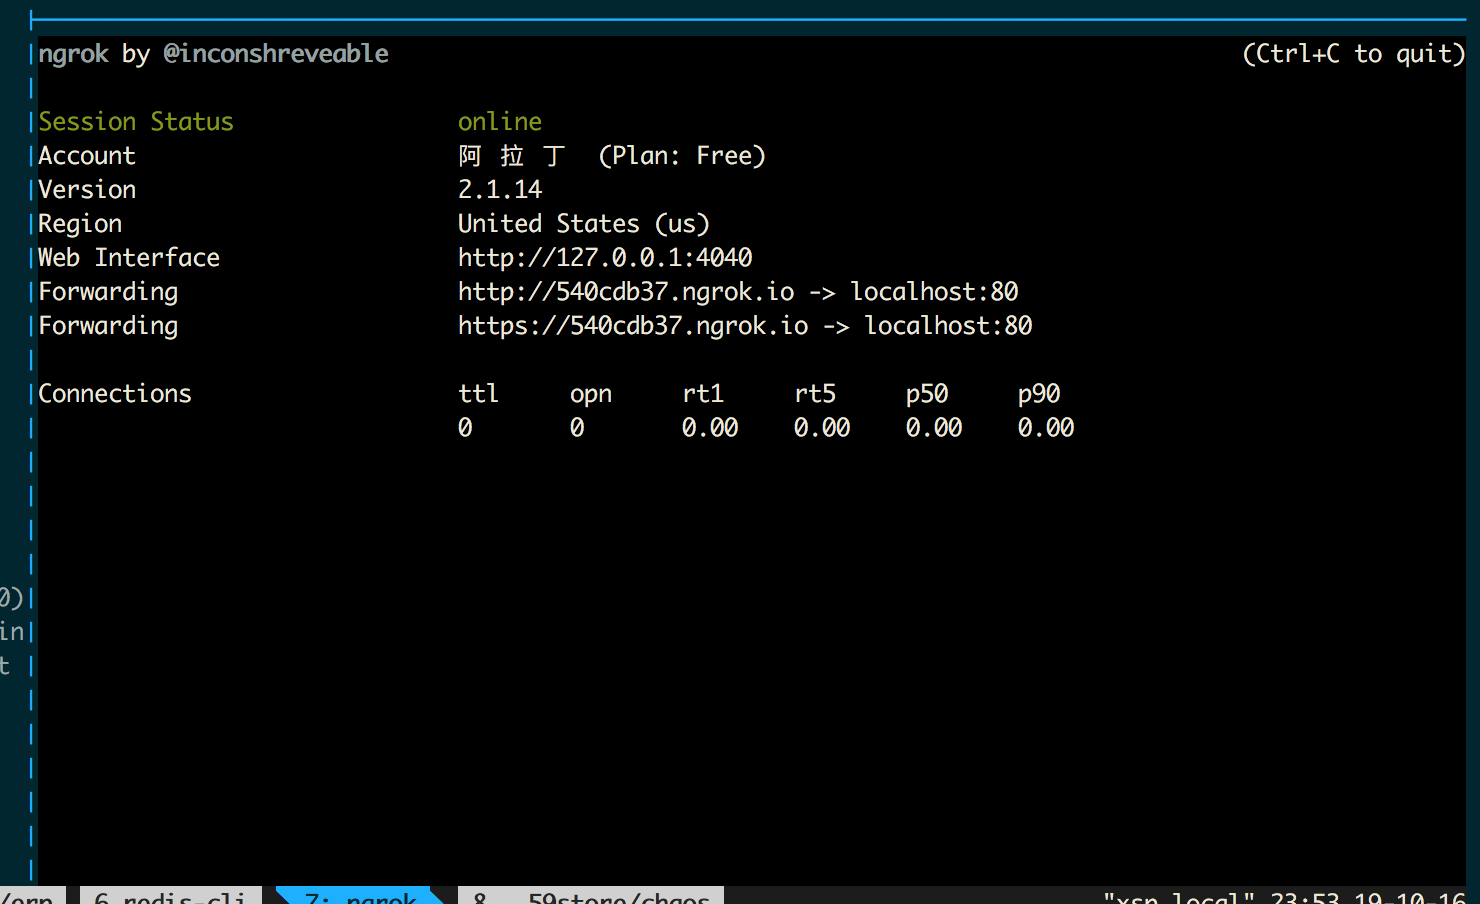 ngrok by @inconshreveable (Ctrl+C to quit)
Session Status online
Account 阿拉丁 (Plan: Free)
Version 2.1.14
Region United States (us)
Web Interface http://127.0.0.1:4040
Forwarding http://540cdb37.ngrok.io -> localhost:80
Forwarding https://540cdb37.ngrok.io -> localhost:80
Connections ttl opn rt1 rt5 p50 p90
0 0 0.00 0.00 0.00 0.00
0)
in
t
/erp 6 redis-cli 7: ngrok 8 59store/chaos "xsn.local" 23:53 19-10-16